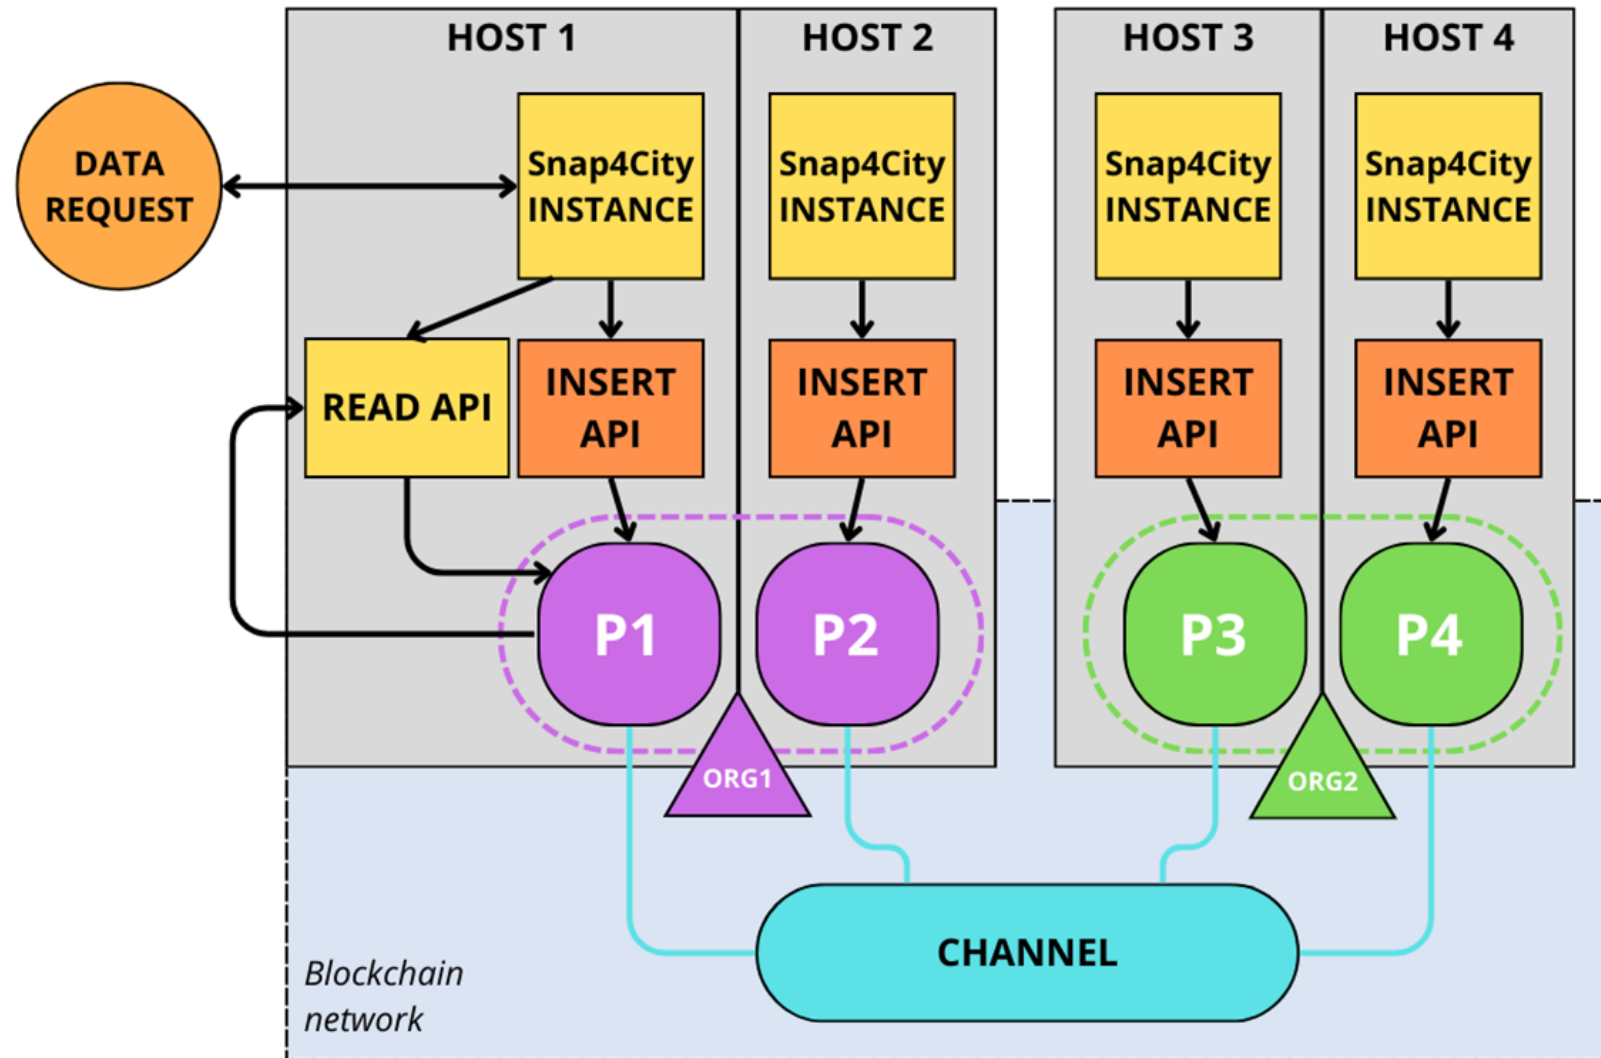 HOST 1
HOST 2
HOST 3
HOST 4
DATA
REQUEST
Snap4City
INSTANCE
Snap4City
INSTANCE
Snap4City
INSTANCE
Snap4City
INSTANCE
READ API
INSERT
API
INSERT
API
INSERT
API
INSERT
API
P1
P2
P3
P4
ORG1
ORG2
CHANNEL
Blockchain
network